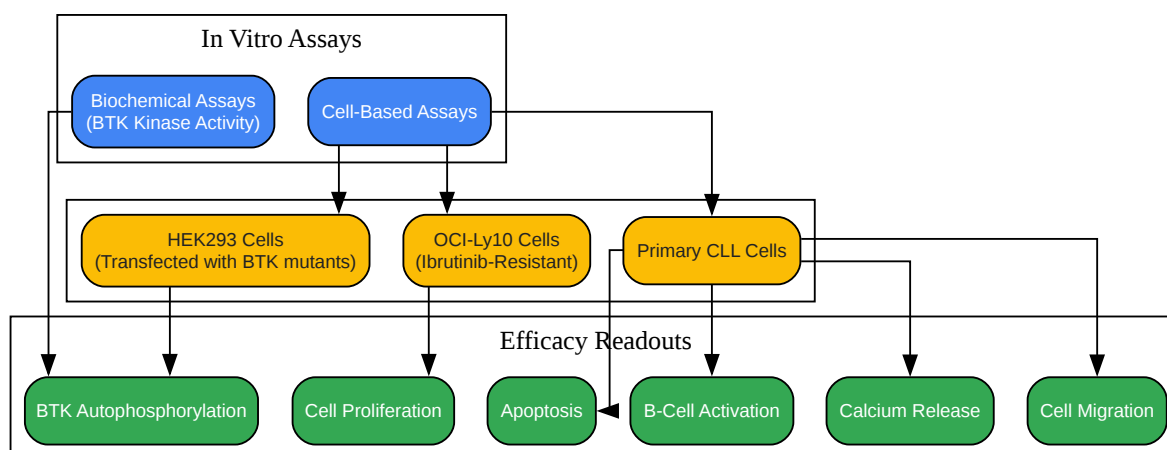 In Vitro Assays
Biochemical Assays
(BTK Kinase Activity)
Cell-Based Assays
HEK293 Cells
(Transfected with BTK mutants)
OCI-Ly10 Cells
(Ibrutinib-Resistant)
Primary CLL Cells
Efficacy Readouts
BTK Autophosphorylation
Cell Proliferation
Apoptosis
B-Cell Activation
Calcium Release
Cell Migration